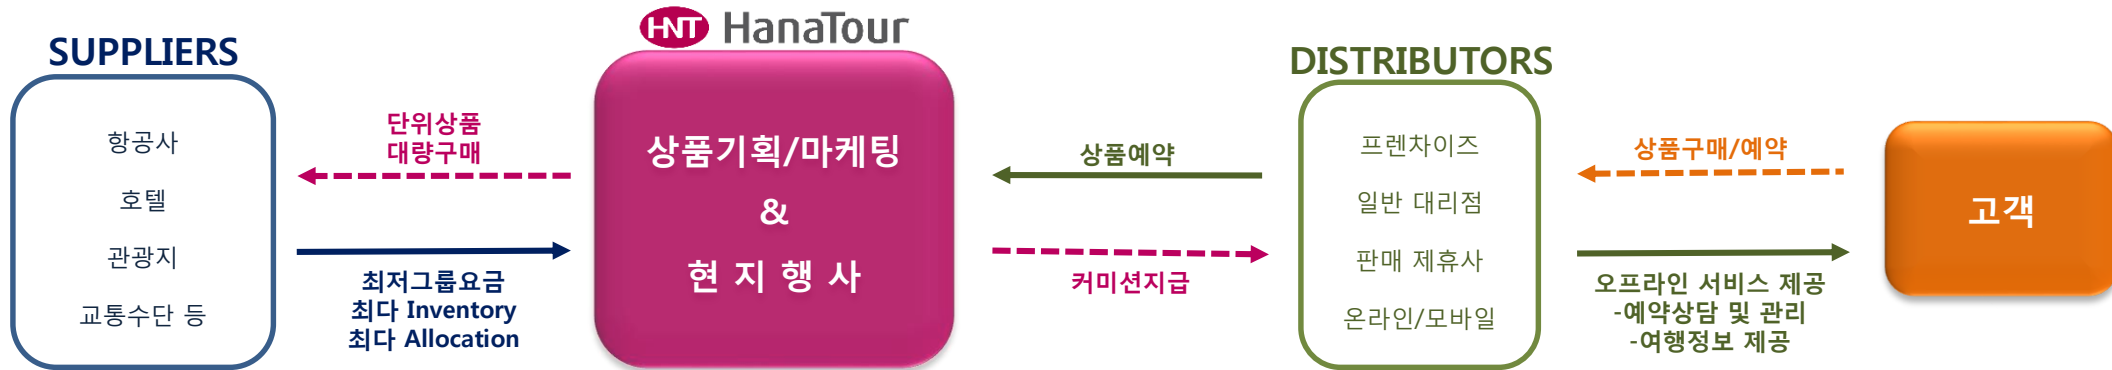 SUPPLIERS
항공사
호텔
관광지
교통수단 등
단위상품
대량구매
최저그룹요금
최다 Inventory
최다 Allocation
HNT HanaTour
상품기획/마케팅
&
현 지 행 사
상품예약
커미션지급
DISTRIBUTORS
프렌차이즈
일반 대리점
판매 제휴사
온라인/모바일
상품구매/예약
오프라인 서비스 제공
-예약상담 및 관리
-여행정보 제공
고객